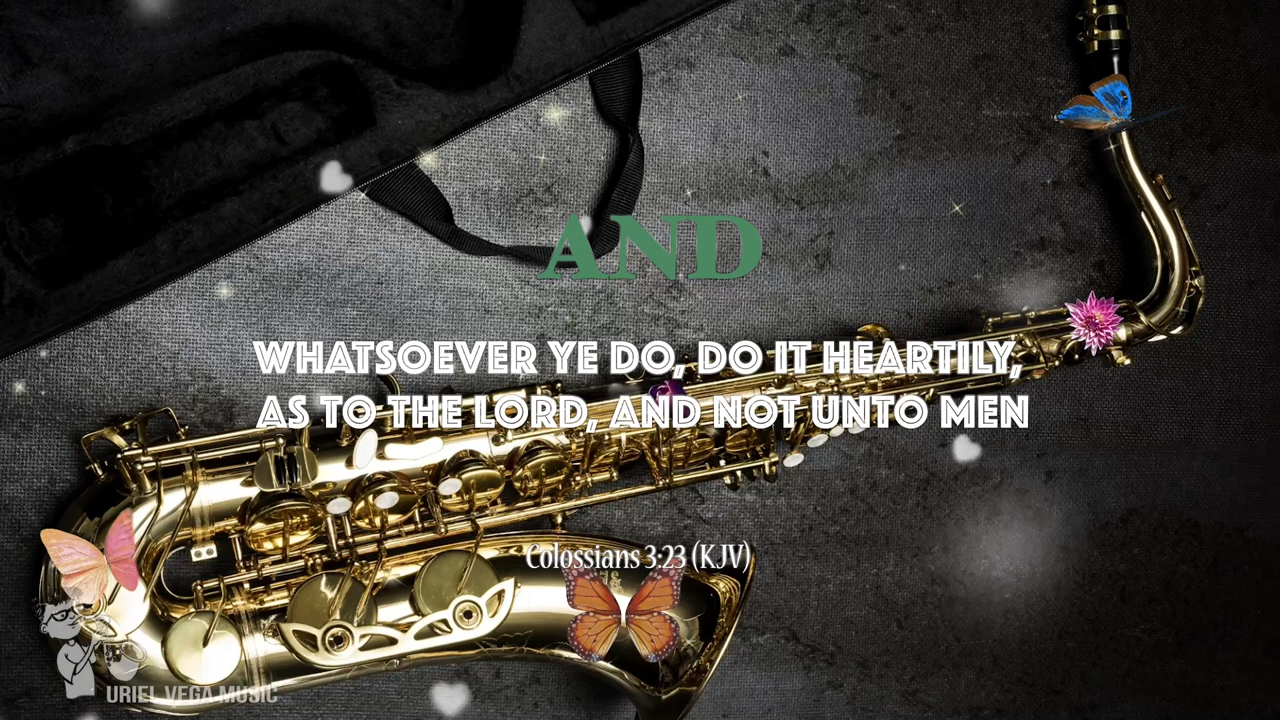 AND
WHATSOEVER YE DO, DO IT HEARTILY,
AS TO THE LORD, AND NOT UNTO MEN
Colossians 3:23 (KJV)
URIEL VEGA MUSIC